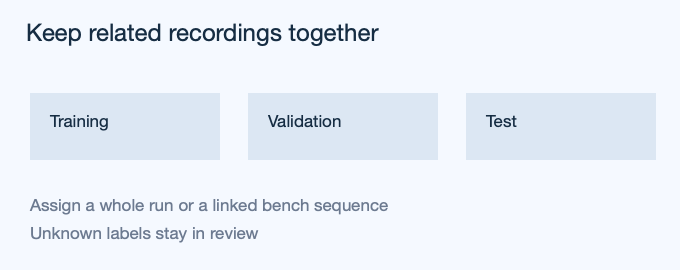 Keep related recordings together
Training
Validation
Test
Assign a whole run or a linked bench sequence
Unknown labels stay in review